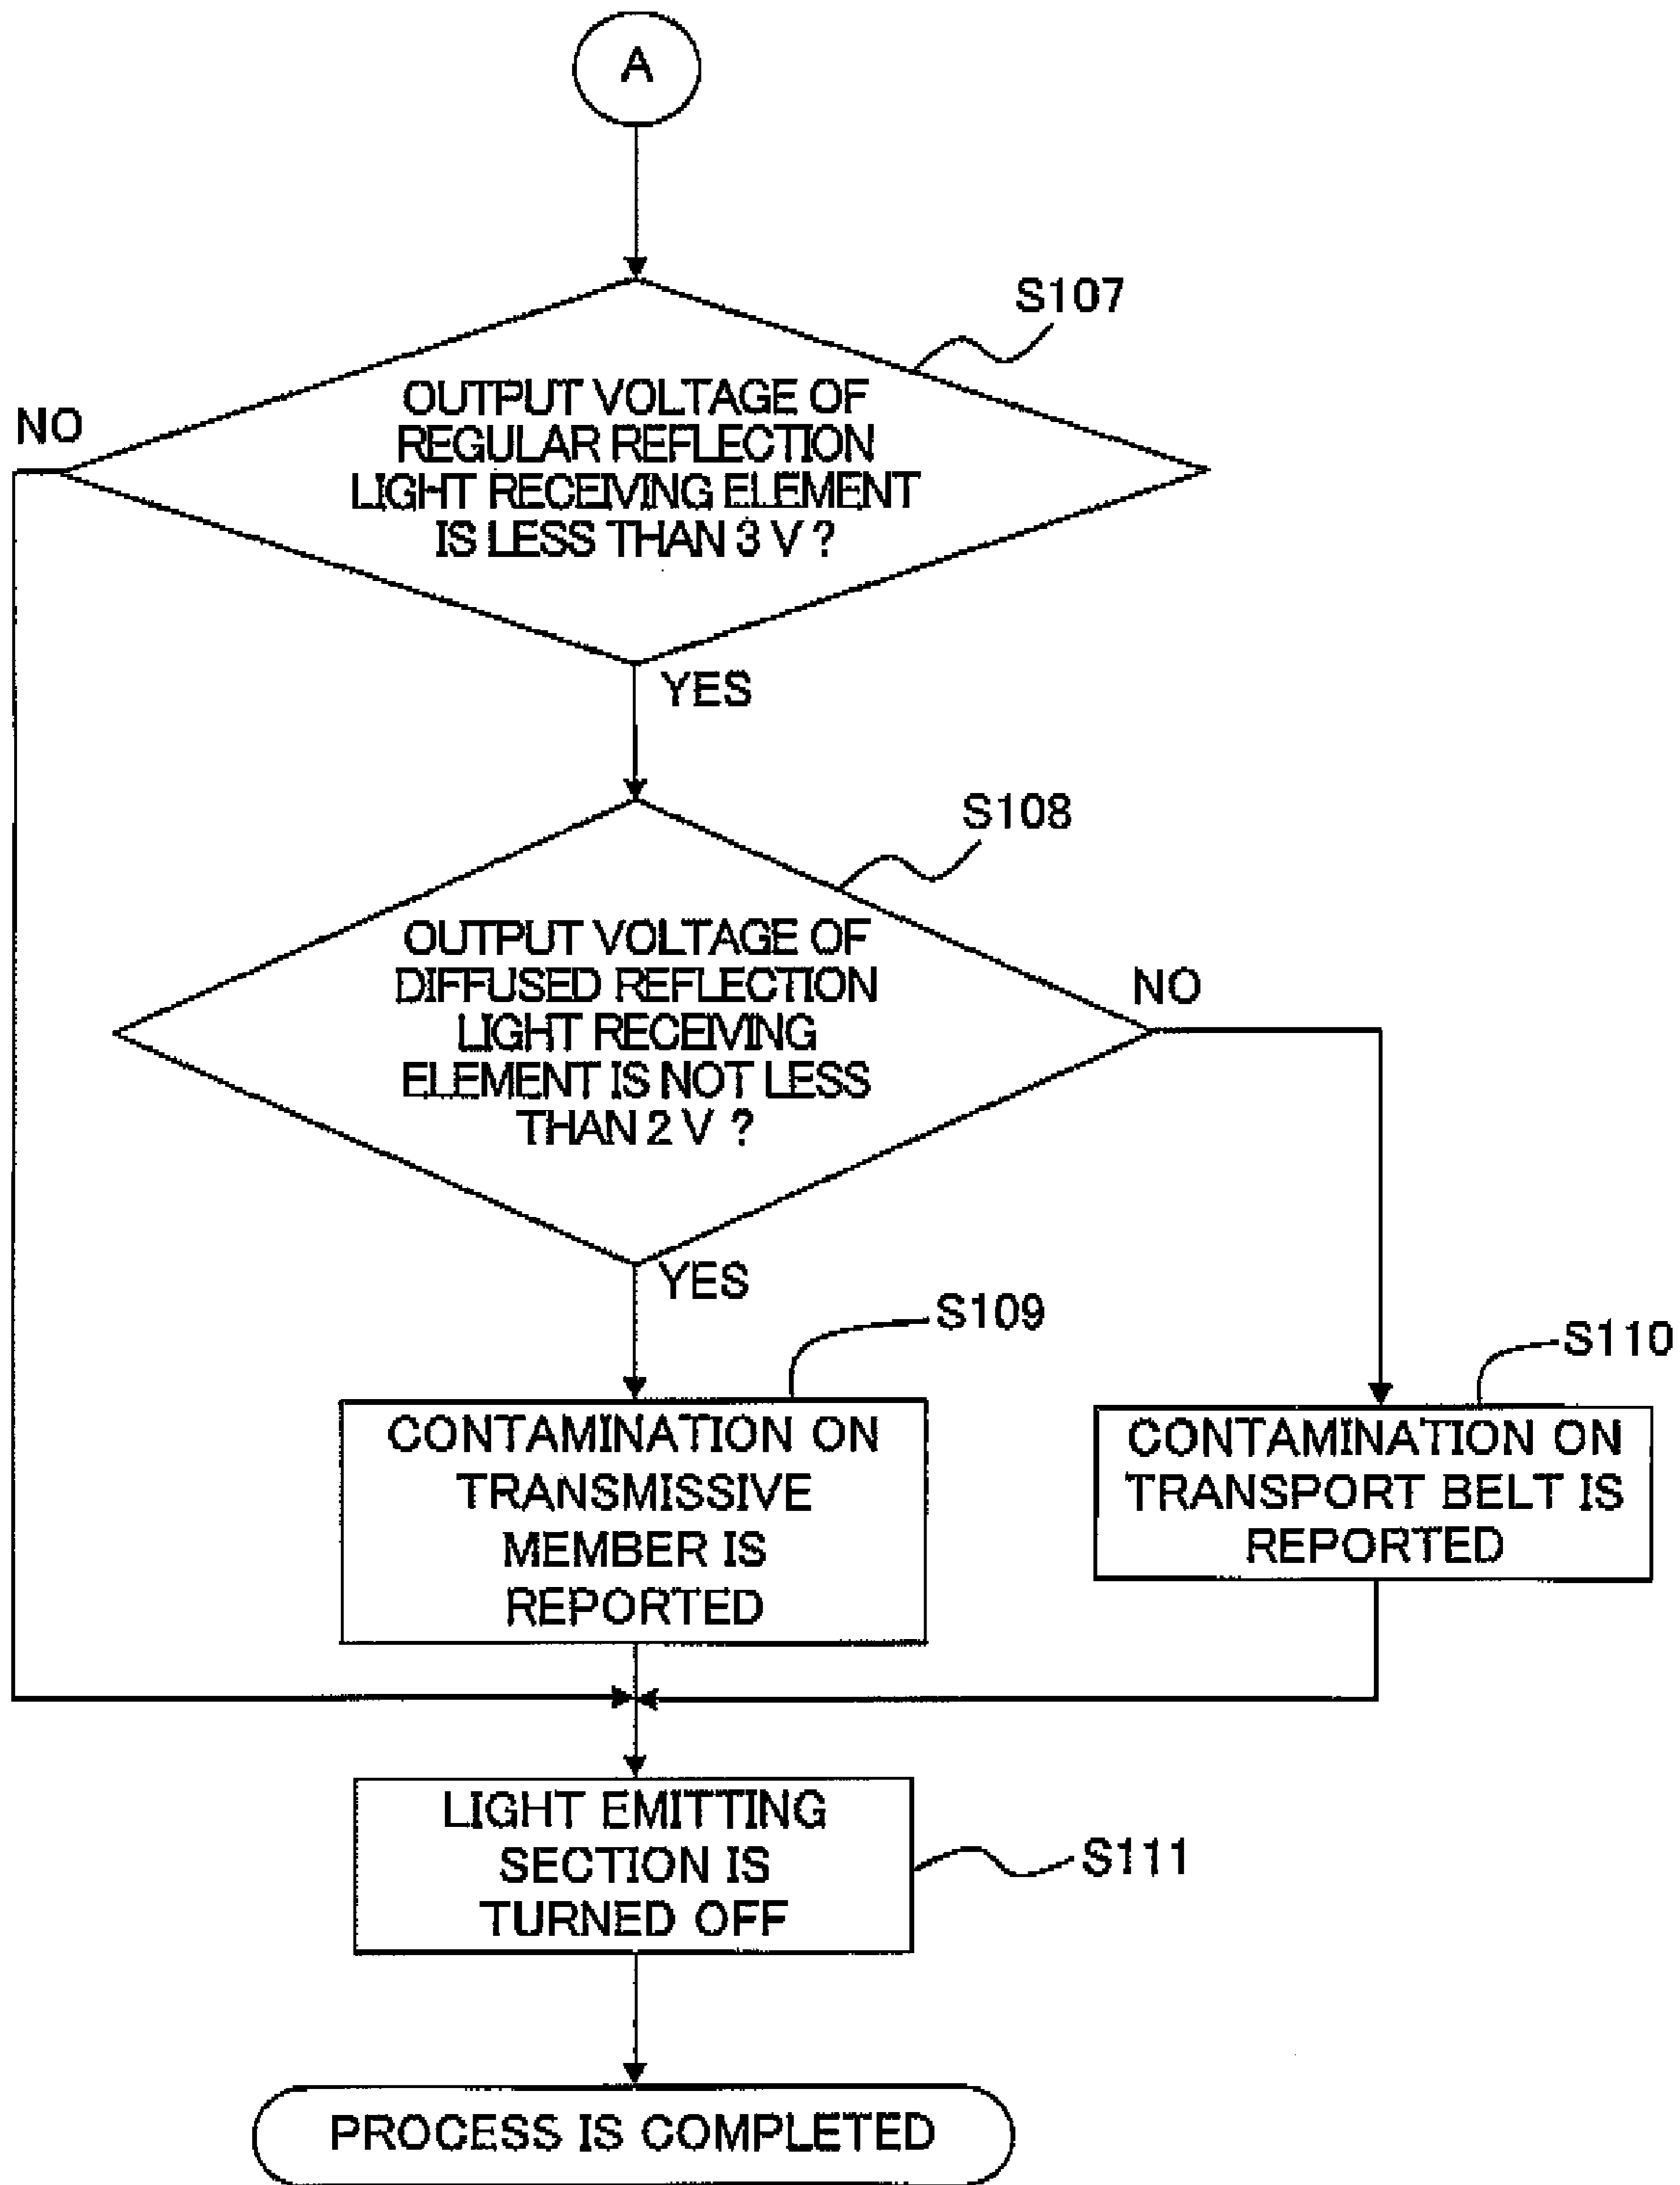 A
S107
NO
OUTPUT VOLTAGE OF
REGULAR REFLECTION
LIGHT RECEIVING ELEMENT
IS LESS THAN 3 V ?
YES
S108
OUTPUT VOLTAGE OF
DIFFUSED REFLECTION
LIGHT RECEIVING
ELEMENT IS NOT LESS
THAN 2 V ?
NO
YES
S109
S110
CONTAMINATION ON
TRANSMISSIVE
MEMBER IS
REPORTED
CONTAMINATION ON
TRANSPORT BELT IS
REPORTED
LIGHT EMITTING
SECTION IS
TURNED OFF
S111
PROCESS IS COMPLETED